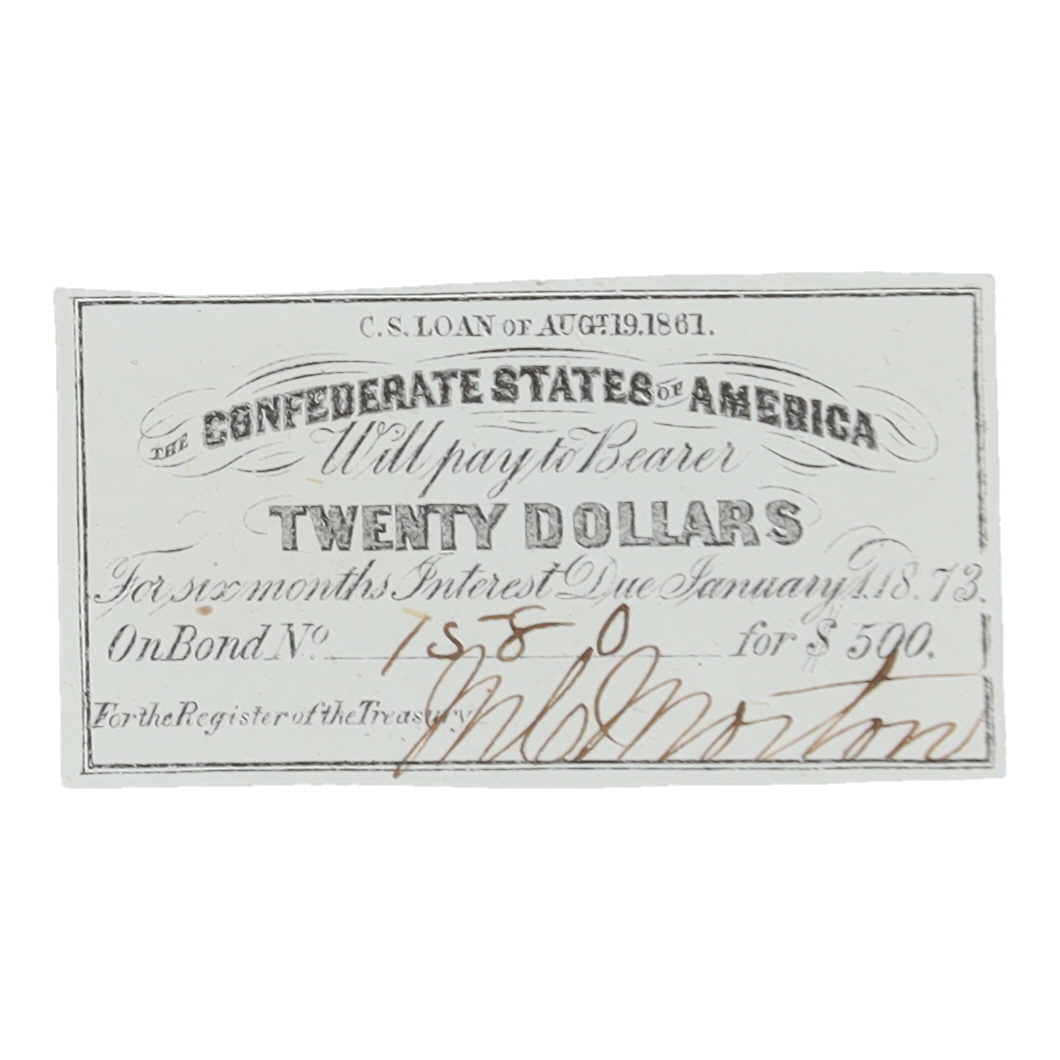 C. S. LOAN OF AUGT. 19. 1861.
THE CONFEDERATE STATES OF AMERICA
Will pay to Bearer
TWENTY DOLLARS
For six months Interest Due January 1. 18.73.
On Bond No. 1580 for $ 500.
For the Register of the Treasury M C Morton